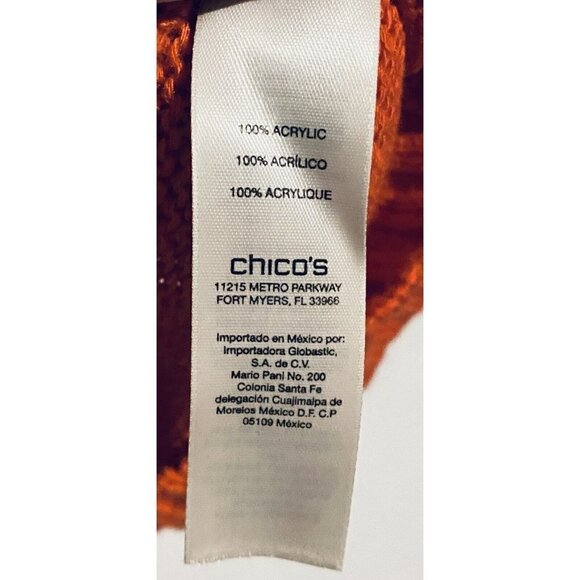 100% ACRYLIC
100% ACRÍLICO
100% ACRYLIQUE
chico's
11215 METRO PARKWAY
FORT MYERS, FL 33966
Importado en México por:
Importadora Globastic,
S.A. de C.V.
Mario Pani No. 200
Colonia Santa Fe
delegación Cuajimalpa de
Morelos México D.F. C.P
05109 México